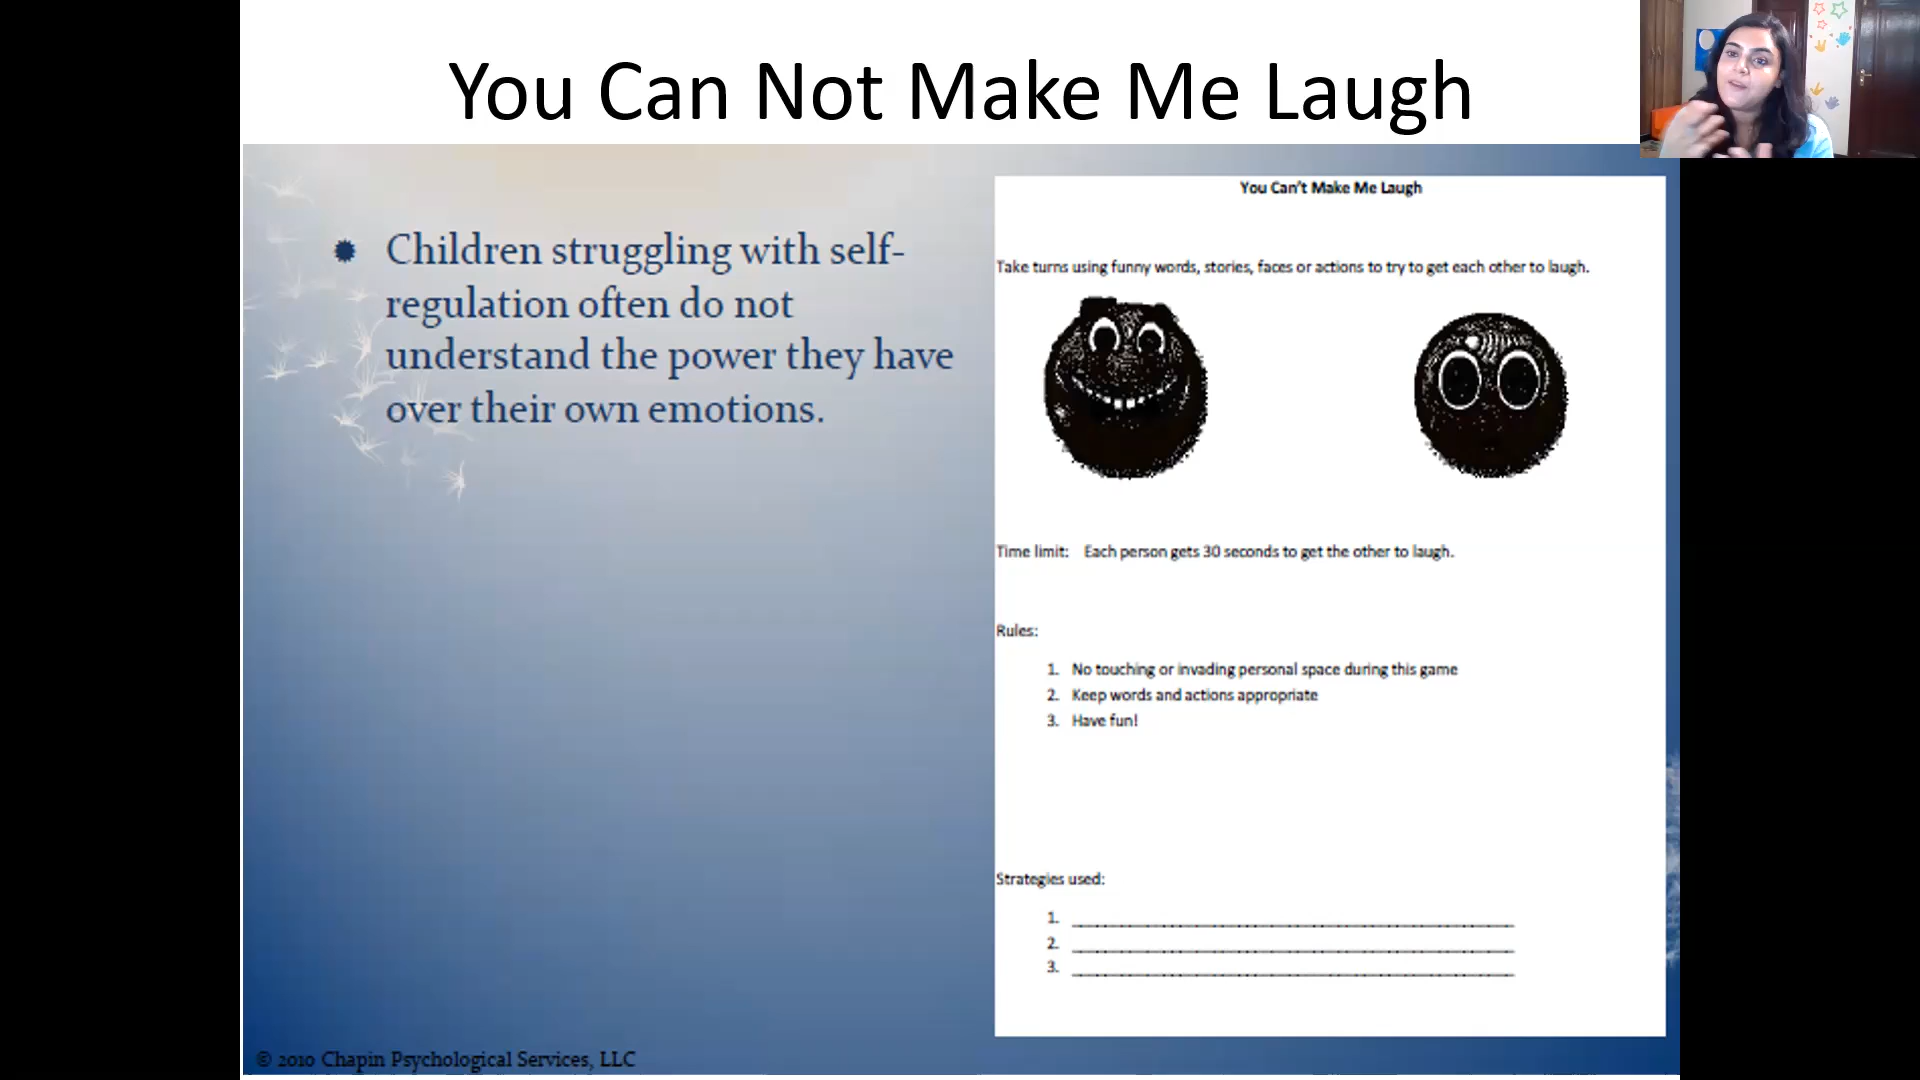 You Can Not Make Me Laugh
Children struggling with self-
regulation often do not
understand the power they have
over their own emotions.
You Can't Make Me Laugh
Take turns using funny words, stories, faces or actions to try to get each other to laugh.
Time limit: Each person gets 30 seconds to get the other to laugh.
Rules:
1. No touching or invading personal space during this game
2. Keep words and actions appropriate
3. Have fun!
Strategies used:
1.
2.
3.
© 2010 Chapin Psychological Services, LLC